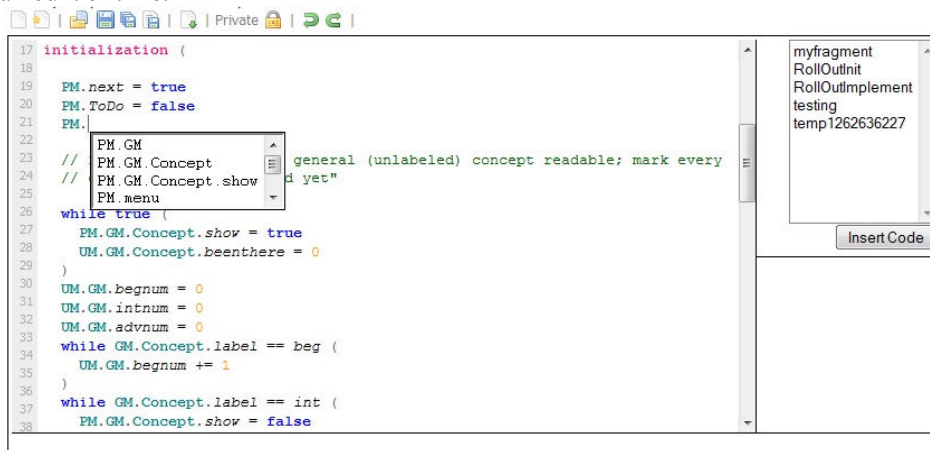 Private
17 initialization (
18
19 PM.next = true
20 PM.ToDo = false
21 PM.
22
PM.GM
PM.GM.Concept
PM.GM.Concept.show
PM.menu
23 // general (unlabeled) concept readable; mark every
24 // d yet"
25
26 while true (
27 PM.GM.Concept.show = true
28 UM.GM.Concept.beenthere = 0
29 )
30 UM.GM.begnum = 0
31 UM.GM.intnum = 0
32 UM.GM.advnum = 0
33 while GM.Concept.label == beg (
34
35 UM.GM.begnum += 1
36 )
37 while GM.Concept.label == int (
38 PM.GM.Concept.show = false
myfragment
RollOutInit
RollOutImplement
testing
temp1262636227
Insert Code